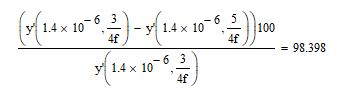 ((y'(1.4 × 10^-6, 3/4f) - y'(1.4 × 10^-6, 5/4f))100) / y'(1.4 × 10^-6, 3/4f) = 98.398